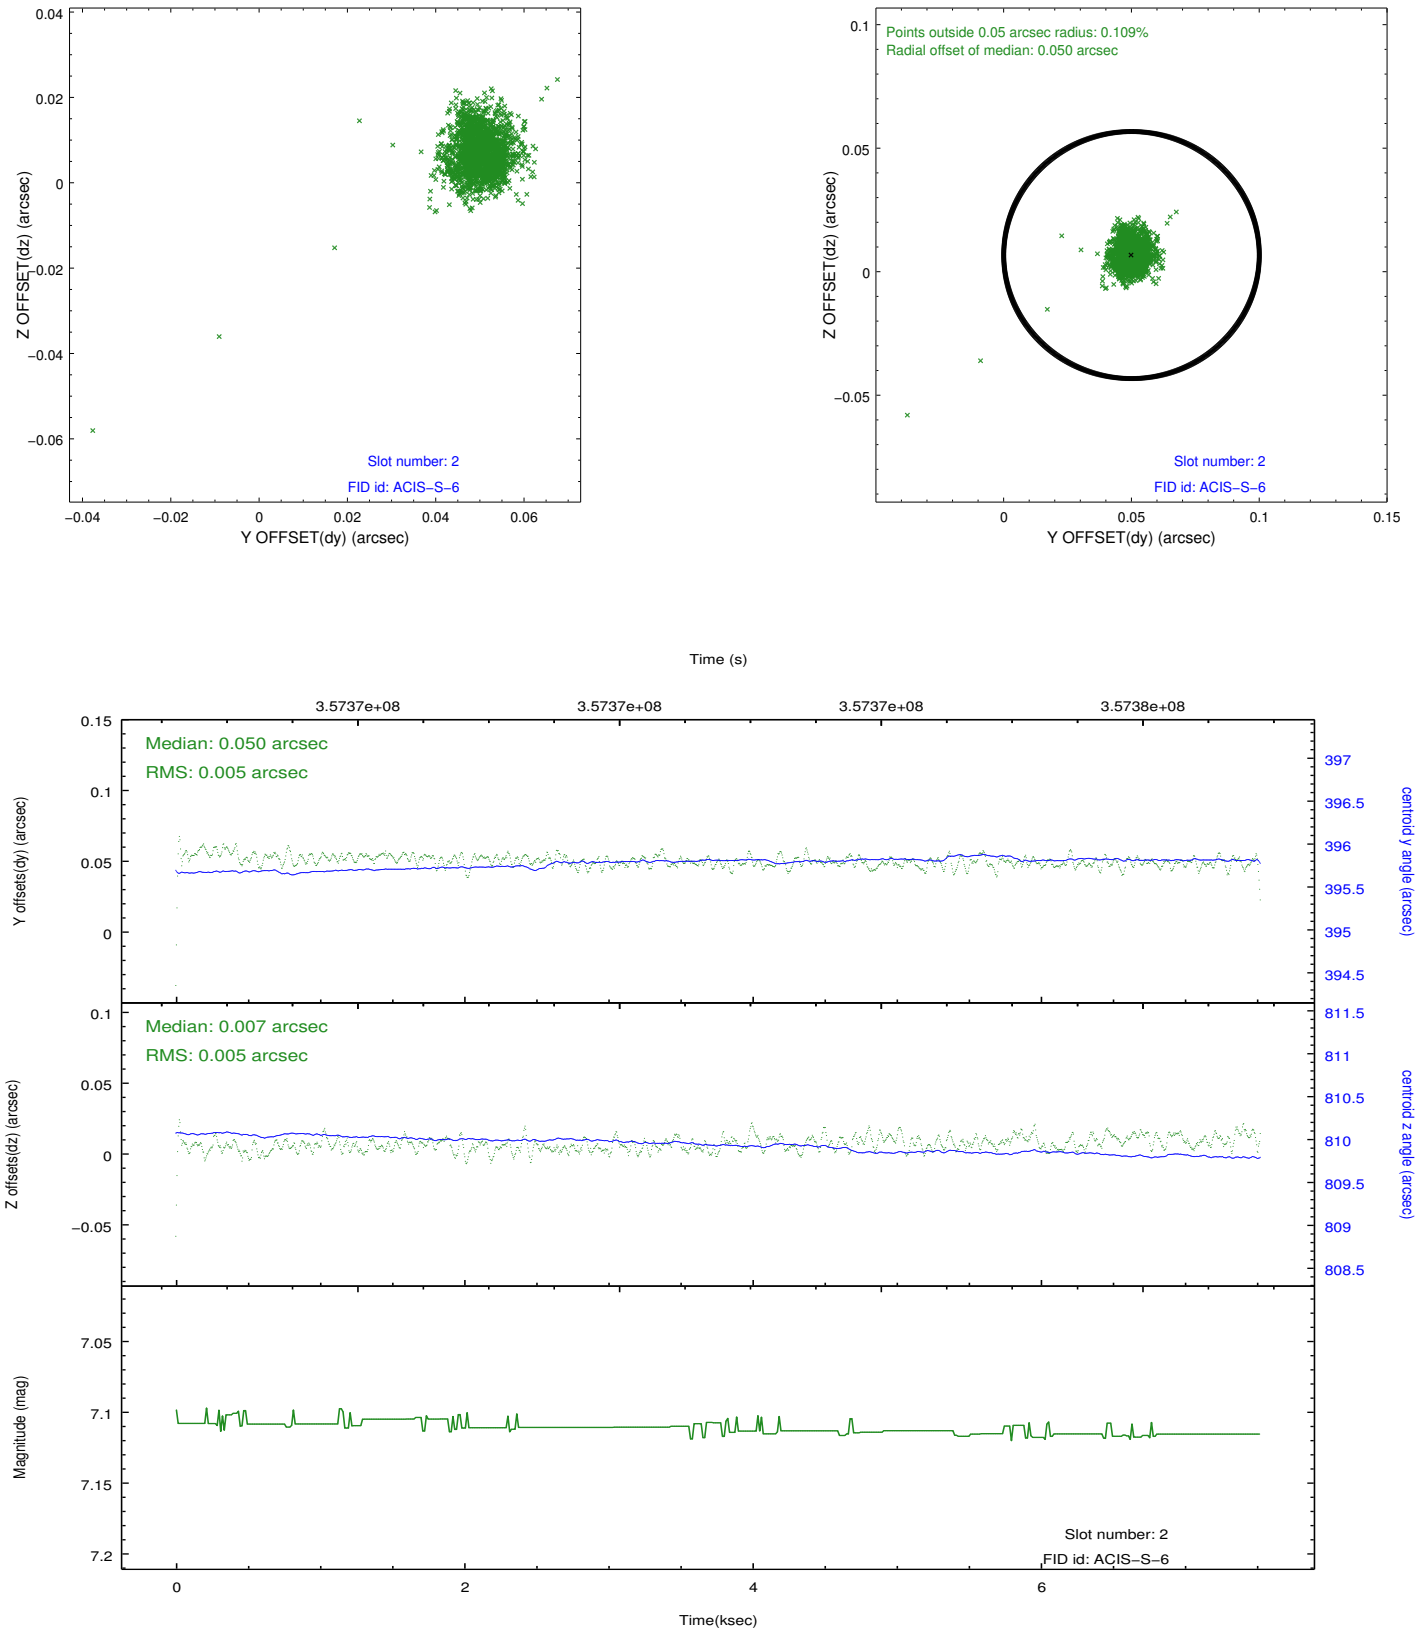 0.04
0.02
0
−0.02
−0.04
−0.06
Z OFFSET(dz) (arcsec)
Slot number: 2
FID id: ACIS−S−6
−0.04
−0.02
0
0.02
0.04
0.06
Y OFFSET(dy) (arcsec)
Points outside 0.05 arcsec radius: 0.109%
Radial offset of median: 0.050 arcsec
0.1
0.05
0
−0.05
Z OFFSET(dz) (arcsec)
Slot number: 2
FID id: ACIS−S−6
0
0.05
0.1
0.15
Y OFFSET(dy) (arcsec)
Time (s)
3.5737e+08
3.5737e+08
3.5737e+08
3.5738e+08
Median: 0.050 arcsec
RMS: 0.005 arcsec
0.15
0.1
0.05
0
Y offsets(dy) (arcsec)
397
396.5
396
395.5
395
394.5
centroid y angle (arcsec)
Median: 0.007 arcsec
RMS: 0.005 arcsec
0.1
0.05
0
−0.05
Z offsets(dz) (arcsec)
811.5
811
810.5
810
809.5
809
808.5
centroid z angle (arcsec)
7.05
7.1
7.15
7.2
Magnitude (mag)
Slot number: 2
FID id: ACIS−S−6
0
2
4
6
Time(ksec)